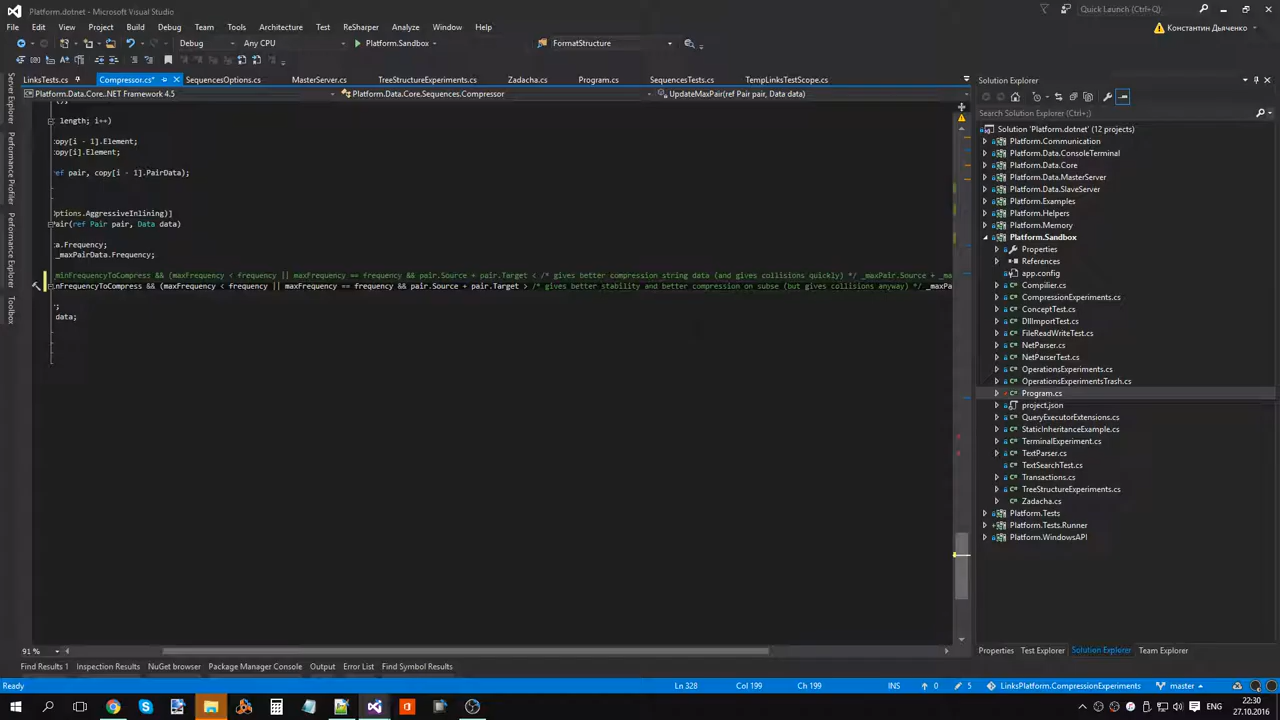 Platform.dotnet - Microsoft Visual Studio
Quick Launch (Ctrl+Q)
File Edit View Project Build Debug Team Tools Architecture Test ReSharper Analyze Window Help
Константин Дьяченко
Debug Any CPU Platform.Sandbox FormatStructure
LinksTests.cs Compressor.cs* SequencesOptions.cs MasterServer.cs TreeStructureExperiments.cs Zadacha.cs Program.cs SequencesTests.cs TempLinksTestScope.cs
Platform.Data.Core..NET Framework 4.5 Platform.Data.Core.Sequences.Compressor UpdateMaxPair(ref Pair pair, Data data)
();
length; i++)
copy[i - 1].Element;
copy[i].Element;
ref pair, copy[i - 1].PairData);
ptions.AggressiveInlining)]
Pair(ref Pair pair, Data data)
a.Frequency;
_maxPairData.Frequency;
_minFrequencyToCompress && (maxFrequency < frequency || maxFrequency == frequency && pair.Source + pair.Target < /* gives better compression string data (and gives collisions quickly) */ _maxPair.Source + _ma
nFrequencyToCompress && (maxFrequency < frequency || maxFrequency == frequency && pair.Source + pair.Target > /* gives better stability and better compression on subse (but gives collisions anyway) */ _maxPa
;
data;
91 %
Server Explorer
Performance Profiler
Performance Explorer
Toolbox
Solution Explorer
Search Solution Explorer (Ctrl+;)
Solution 'Platform.dotnet' (12 projects)
Platform.Communication
Platform.Data.ConsoleTerminal
Platform.Data.Core
Platform.Data.MasterServer
Platform.Data.SlaveServer
Platform.Examples
Platform.Helpers
Platform.Memory
Platform.Sandbox
Properties
References
app.config
Compilier.cs
CompressionExperiments.cs
ConceptTest.cs
DllImportTest.cs
FileReadWriteTest.cs
NetParser.cs
NetParserTest.cs
OperationsExperiments.cs
OperationsExperimentsTrash.cs
Program.cs
project.json
QueryExecutorExtensions.cs
StaticInheritanceExample.cs
TerminalExperiment.cs
TextParser.cs
TextSearchTest.cs
Transactions.cs
TreeStructureExperiments.cs
Zadacha.cs
Platform.Tests
Platform.Tests.Runner
Platform.WindowsAPI
Properties Test Explorer Solution Explorer Team Explorer
Find Results 1 Inspection Results NuGet browser Package Manager Console Output Error List Find Symbol Results
Ready Ln 328 Col 199 Ch 199 INS 0 5 LinksPlatform.CompressionExperiments master
ENG
22:30
27.10.2016